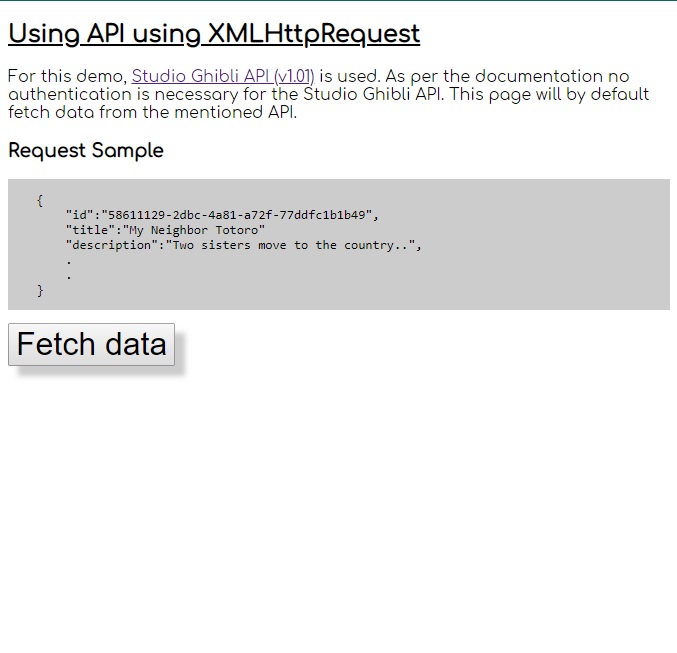 Using API using XMLHttpRequest
For this demo, Studio Ghibli API (v1.01) is used. As per the documentation no
authentication is necessary for the Studio Ghibli API. This page will by default
fetch data from the mentioned API.
Request Sample
{
"id":"58611129-2dbc-4a81-a72f-77ddfc1b1b49",
"title":"My Neighbor Totoro"
"description":"Two sisters move to the country..",
.
.
}
Fetch data